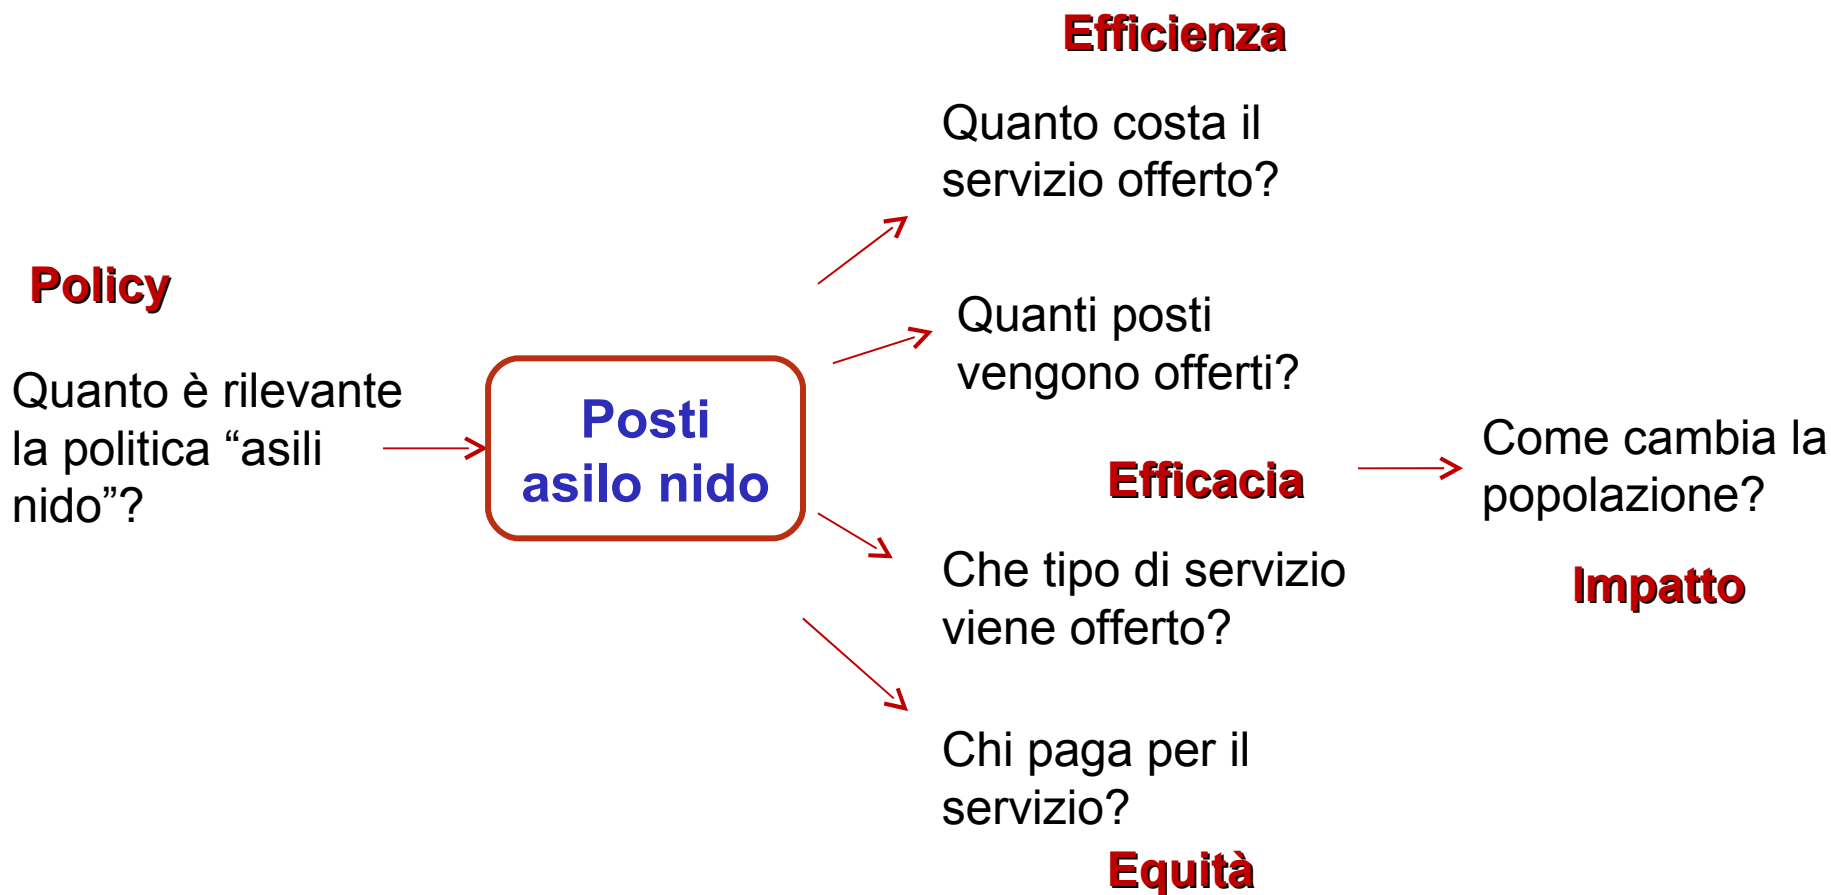 Efficienza
Quanto costa il
servizio offerto?
Policy
Quanti posti
vengono offerti?
Quanto è rilevante
la politica “asili
nido”?
Posti
asilo nido
Efficacia
Come cambia la
popolazione?
Impatto
Che tipo di servizio
viene offerto?
Chi paga per il
servizio?
Equità